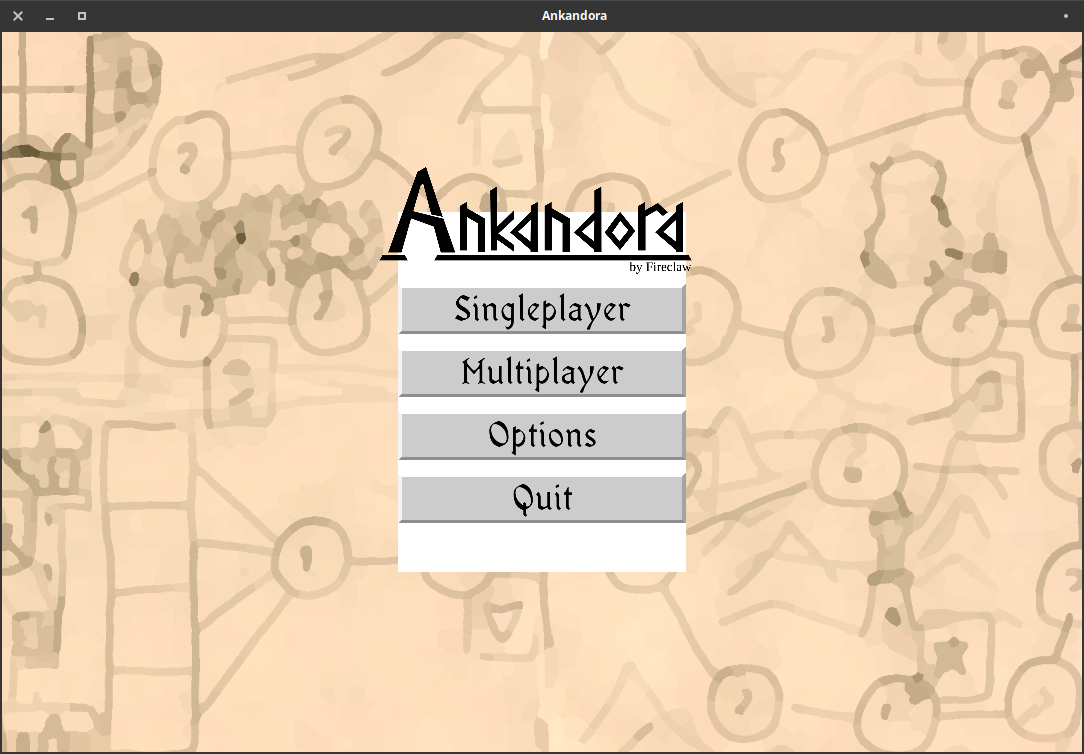 Ankandora
Ankandora
by Fireclaw
Singleplayer
Multiplayer
Options
Quit